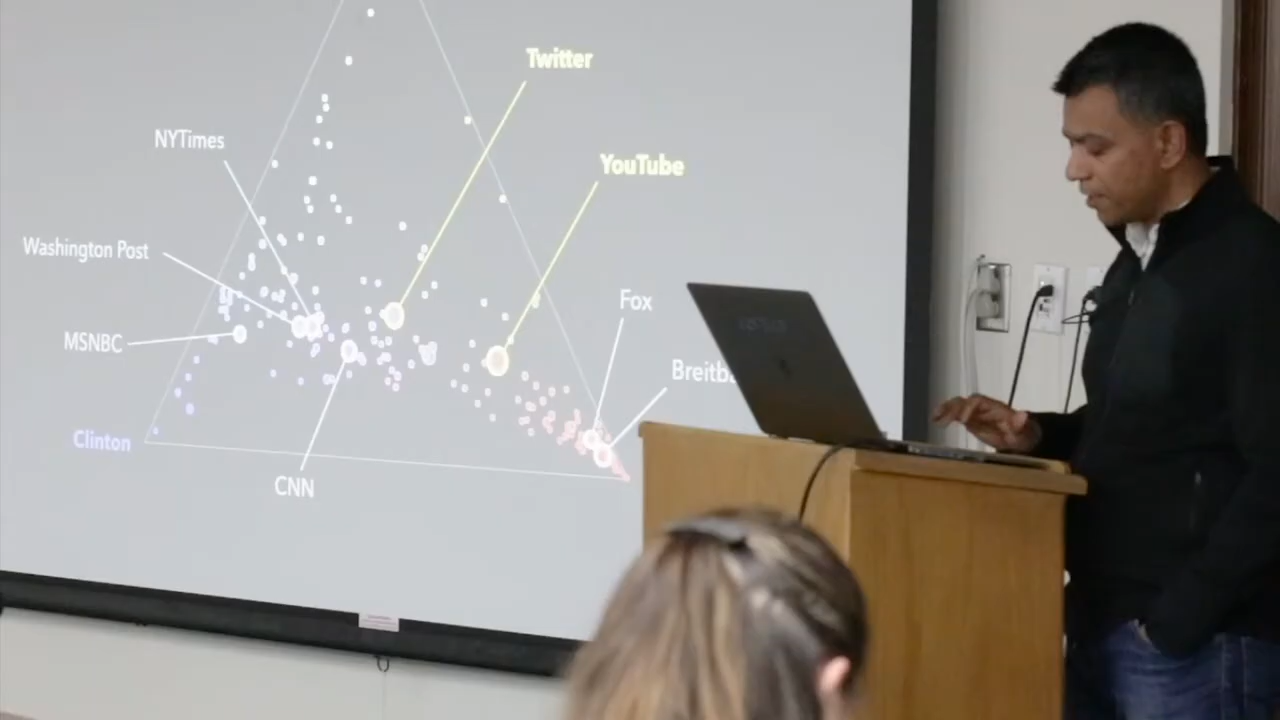 Twitter
NYTimes
YouTube
Washington Post
Fox
MSNBC
Clinton
CNN